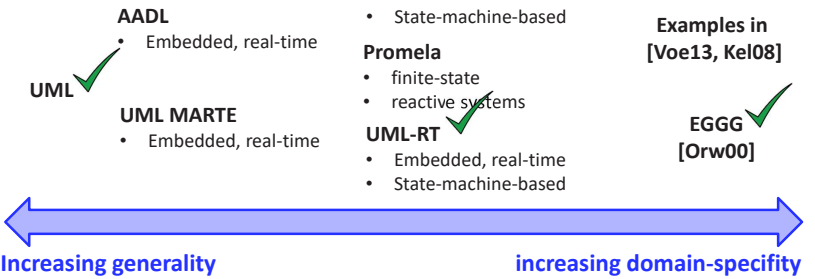 AADL
• Embedded, real-time
UML
UML MARTE
• Embedded, real-time
• State-machine-based
Promela
• finite-state
• reactive systems
UML-RT
• Embedded, real-time
• State-machine-based
Examples in
[Voe13, Kel08]
EGGG
[Orw00]
Increasing generality
increasing domain-specifity